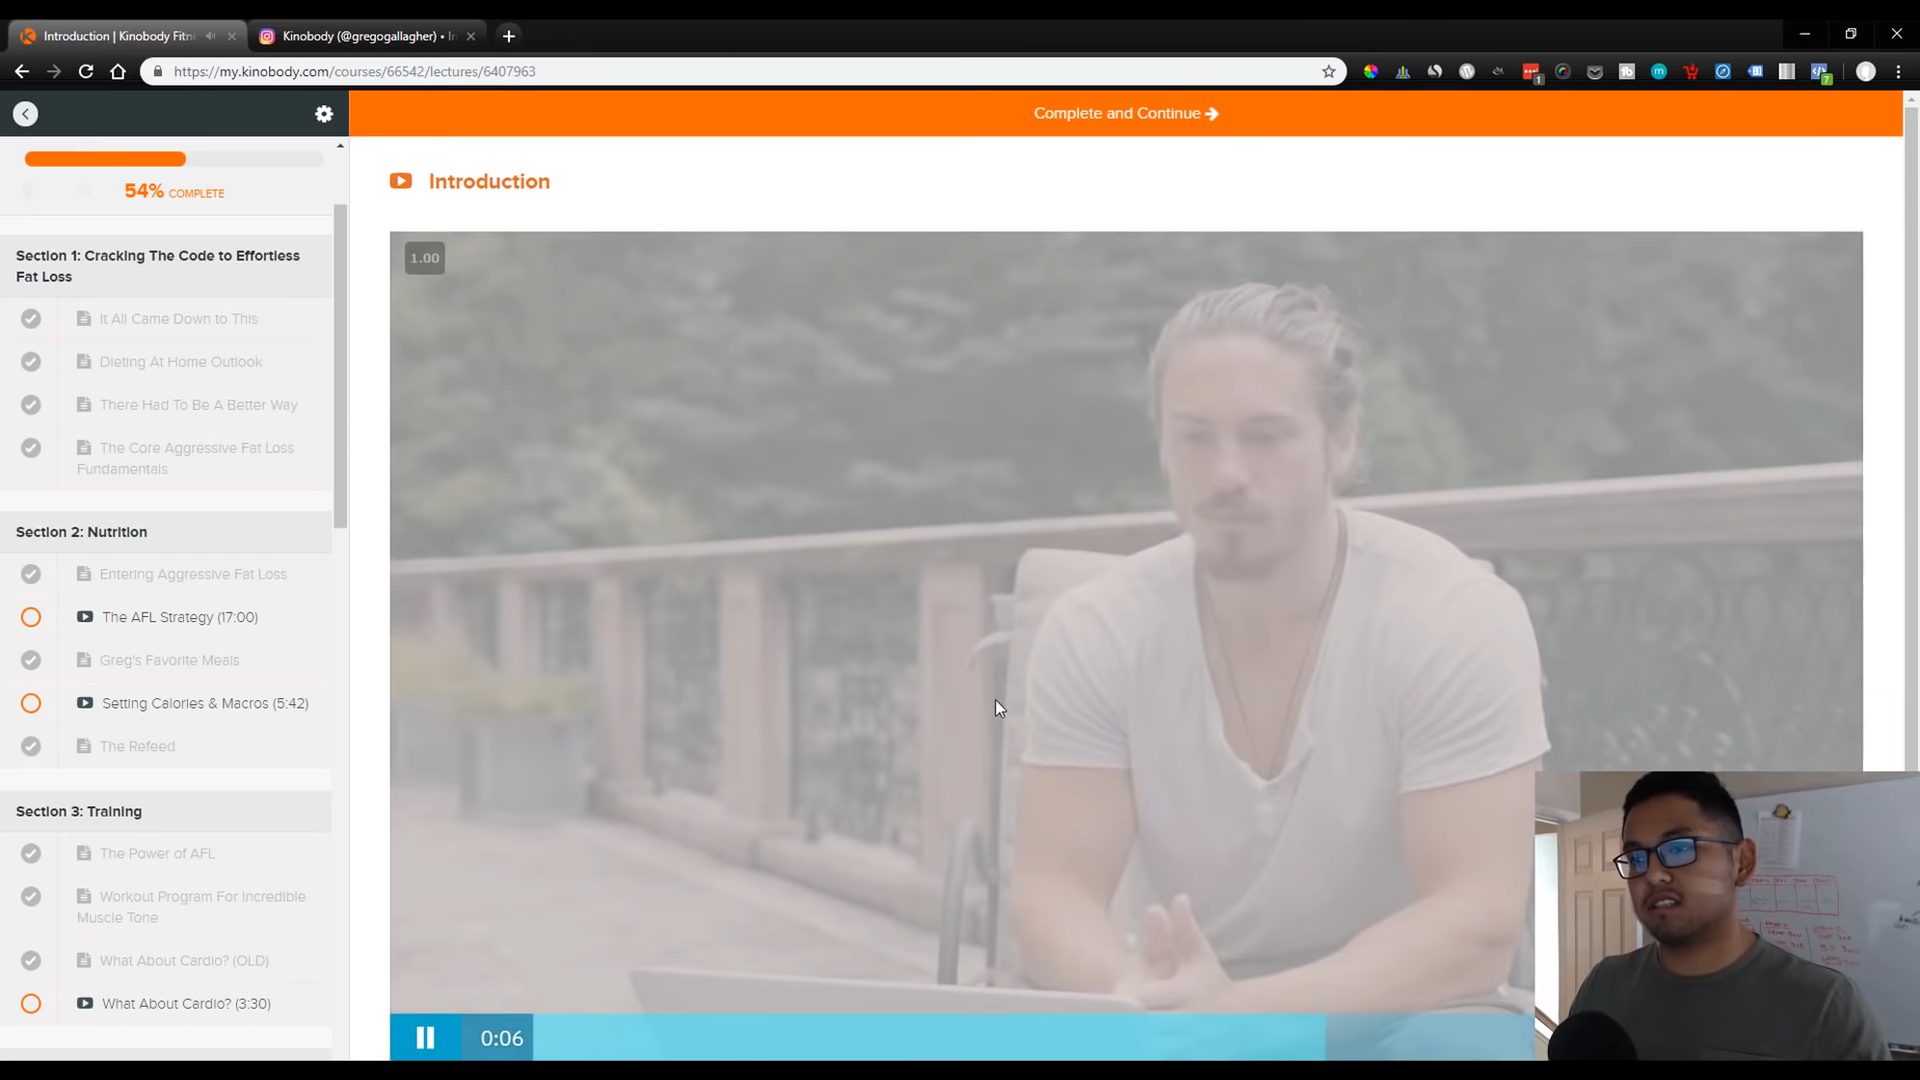 Introduction | Kinobody Fitn
Kinobody (@gregogallagher) • In
https://my.kinobody.com/courses/66542/lectures/6407963
1
7
Complete and Continue
54% COMPLETE
Introduction
1.00
Section 1: Cracking The Code to Effortless
Fat Loss
It All Came Down to This
Dieting At Home Outlook
There Had To Be A Better Way
The Core Aggressive Fat Loss
Fundamentals
Section 2: Nutrition
Entering Aggressive Fat Loss
The AFL Strategy (17:00)
Greg's Favorite Meals
Setting Calories & Macros (5:42)
The Refeed
Section 3: Training
The Power of AFL
Workout Program For Incredible
Muscle Tone
What About Cardio? (OLD)
What About Cardio? (3:30)
0:06